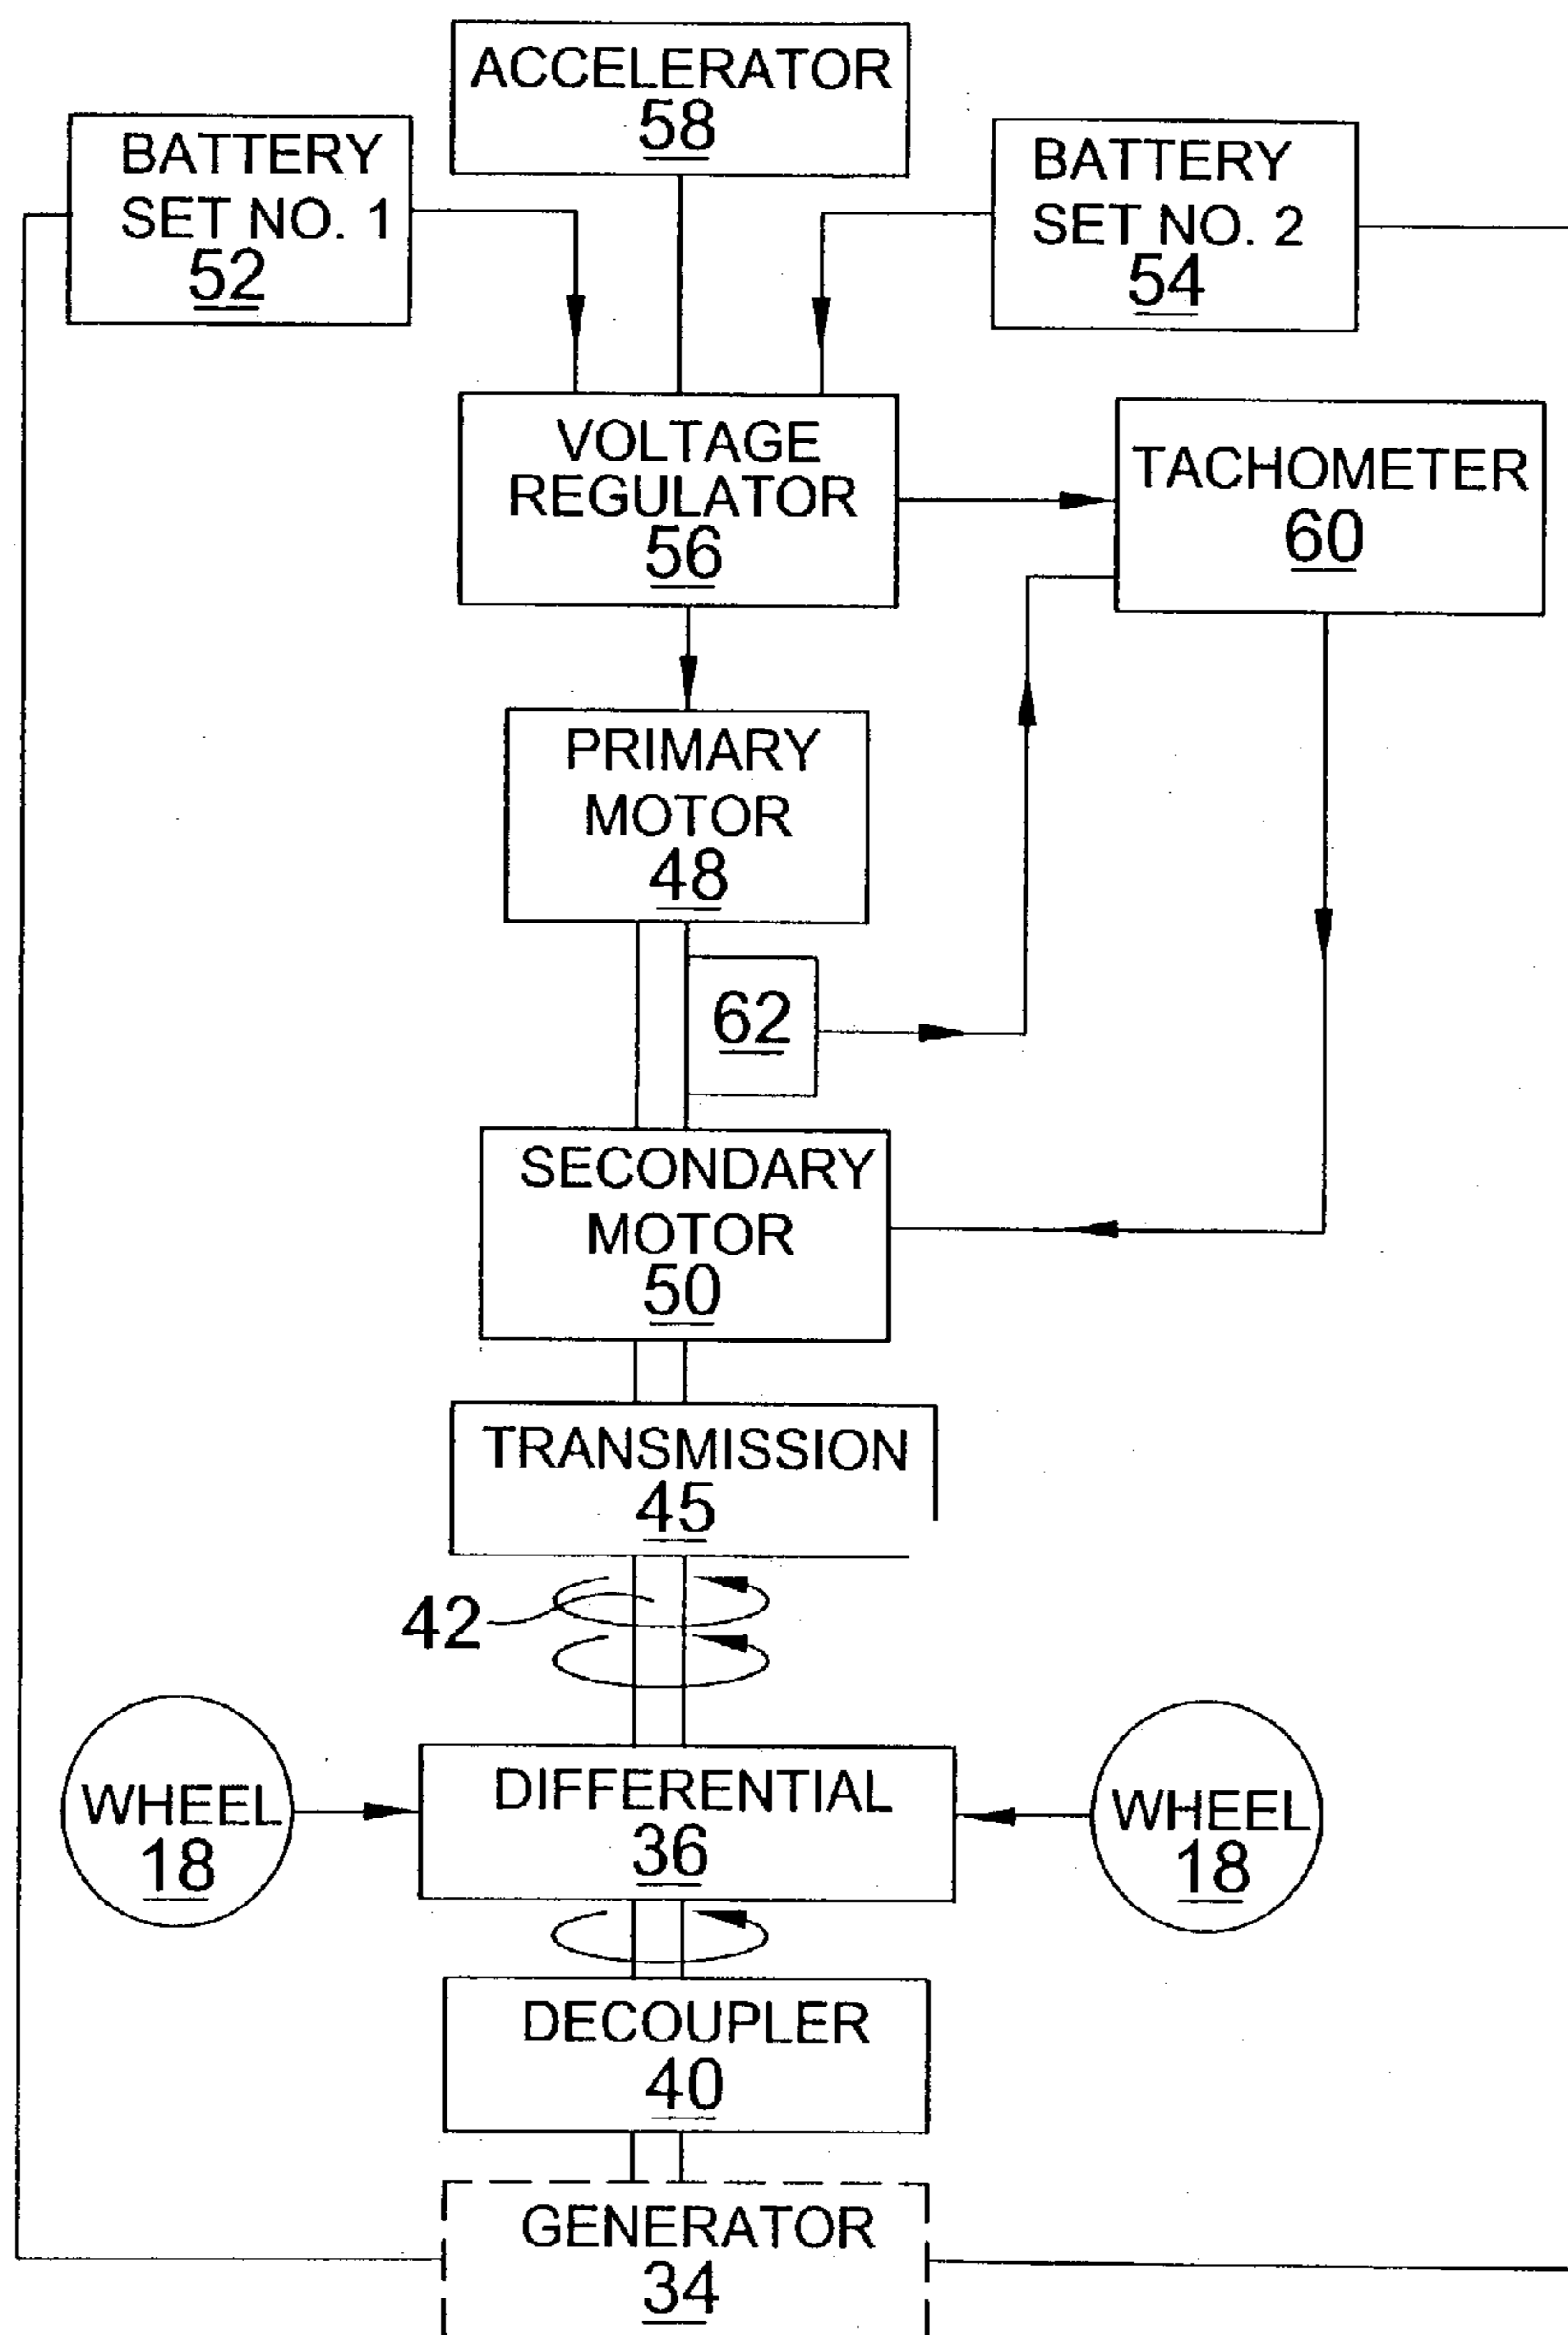 ACCELERATOR
58
BATTERY
SET NO. 1
52
BATTERY
SET NO. 2
54
VOLTAGE
REGULATOR
56
TACHOMETER
60
PRIMARY
MOTOR
48
62
SECONDARY
MOTOR
50
TRANSMISSION
45
42
WHEEL
18
DIFFERENTIAL
36
WHEEL
18
DECOUPLER
40
GENERATOR
34